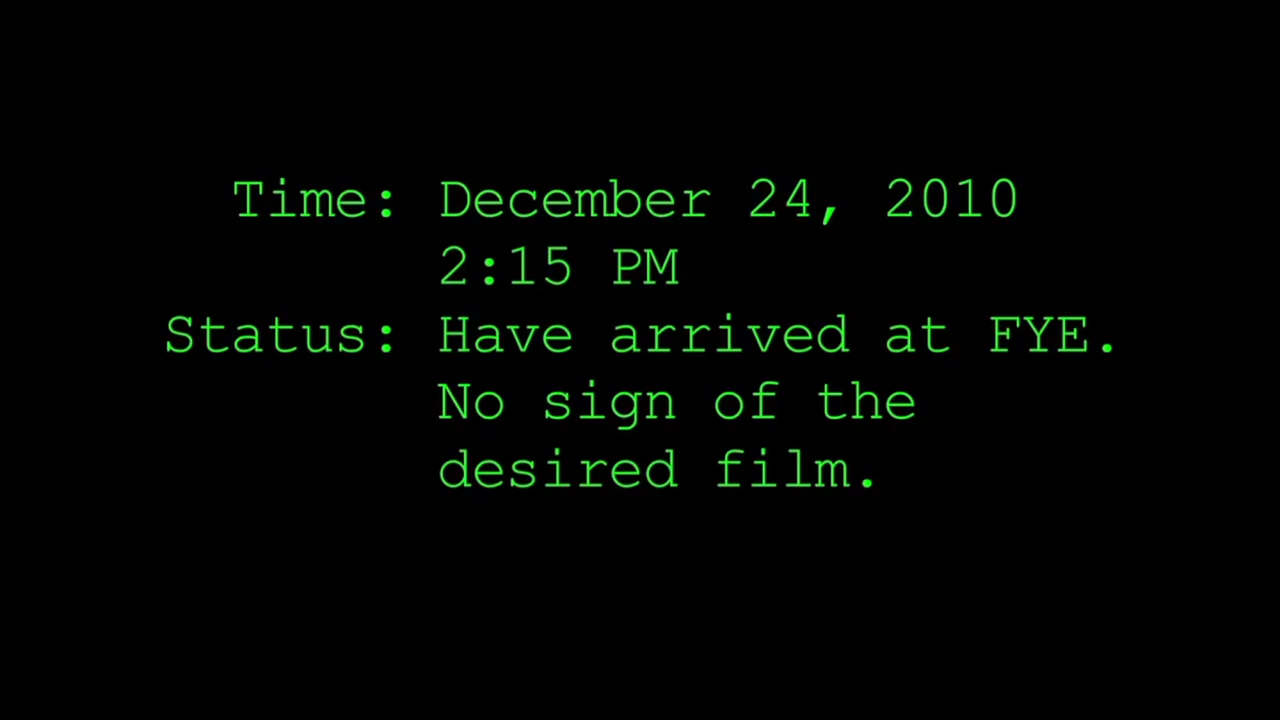 Time: December 24, 2010
2:15 PM
Status: Have arrived at FYE.
No sign of the
desired film.